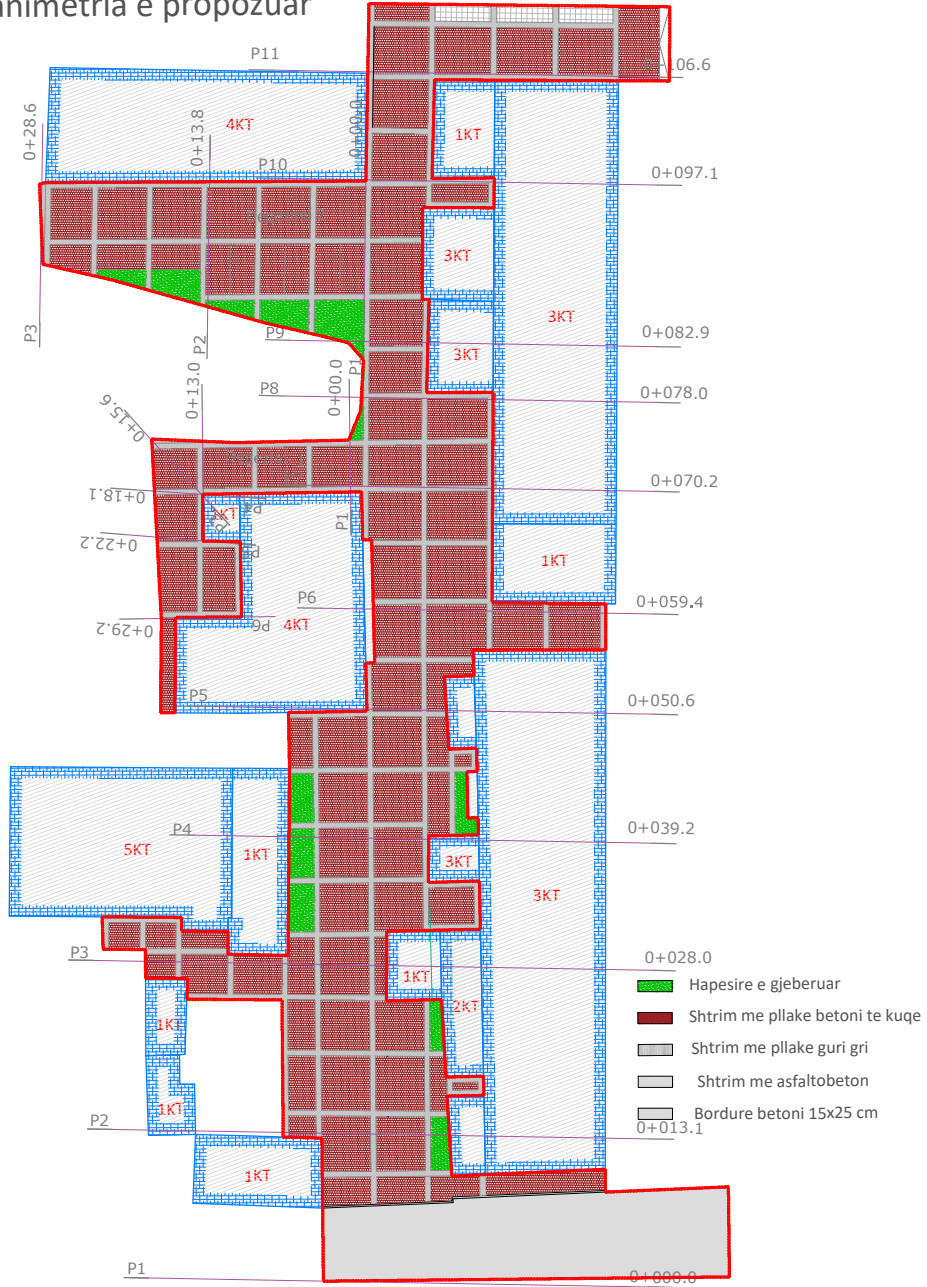 animetria e propozuar
P11
0+106.6
0+28.6
0+13.8
0+00.0
4KT
1KT
P10
0+097.1
3KT
3KT
P3
P2
P9
0+082.9
3KT
P1
P8
0+078.0
0+13.0
0+00.0
0+15.6
0+070.2
0+18.1
1KT
P4
P1
0+22.2
1KT
P6
0+059.4
0+29.2
P6
4KT
P5
0+050.6
P4
0+039.2
5KT
1KT
3KT
3KT
P3
0+028.0
1KT
2KT
Hapesire e gjeberuar
Shtrim me pllake betoni te kuqe
1KT
Shtrim me pllake guri gri
Shtrim me asfaltobeton
1KT
Bordure betoni 15x25 cm
P2
0+013.1
1KT
P1
0+000.0